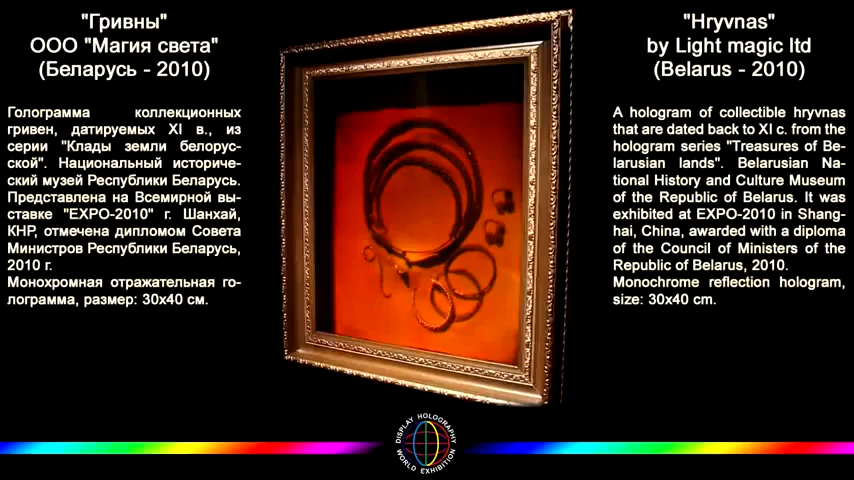 "Гривны"
ООО "Магия света"
(Беларусь - 2010)
Голограмма коллекционных
гривен, датируемых XI в., из
серии "Клады земли белорус-
ской". Национальный историче-
ский музей Республики Беларусь.
Представлена на Всемирной вы-
ставке "EXPO-2010" г. Шанхай,
КНР, отмечена дипломом Совета
Министров Республики Беларусь,
2010 г.
Монохромная отражательная го-
лограмма, размер: 30х40 см.
"Hryvnas"
by Light magic ltd
(Belarus - 2010)
A hologram of collectible hryvnas
that are dated back to XI c. from the
hologram series "Treasures of Be-
larusian lands". Belarusian Na-
tional History and Culture Museum
of the Republic of Belarus. It was
exhibited at EXPO-2010 in Shang-
hai, China, awarded with a diploma
of the Council of Ministers of the
Republic of Belarus, 2010.
Monochrome reflection hologram,
size: 30x40 cm.
DISPLAY HOLOGRAPHY
WORLD EXHIBITION